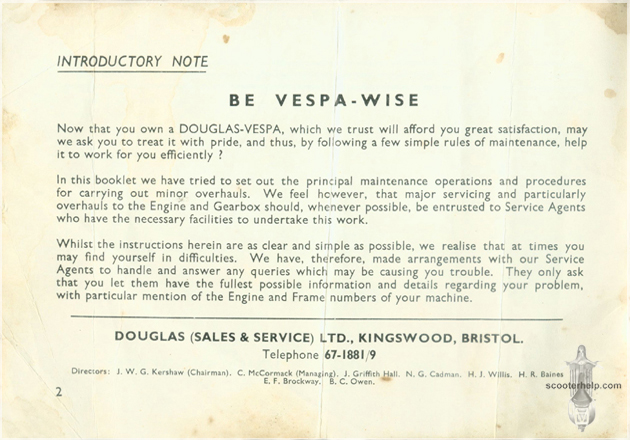 INTRODUCTORY NOTE
BE VESPA-WISE
Now that you own a DOUGLAS-VESPA, which we trust will afford you great satisfaction, may
we ask you to treat it with pride, and thus, by following a few simple rules of maintenance, help
it to work for you efficiently ?
In this booklet we have tried to set out the principal maintenance operations and procedures
for carrying out minor overhauls. We feel however, that major servicing and particularly
overhauls to the Engine and Gearbox should, whenever possible, be entrusted to Service Agents
who have the necessary facilities to undertake this work.
Whilst the instructions herein are as clear and simple as possible, we realise that at times you
may find yourself in difficulties. We have, therefore, made arrangements with our Service
Agents to handle and answer any queries which may be causing you trouble. They only ask
that you let them have the fullest possible information and details regarding your problem,
with particular mention of the Engine and Frame numbers of your machine.
DOUGLAS (SALES & SERVICE) LTD., KINGSWOOD, BRISTOL.
Telephone 67-1881/9
Directors: J. W. G. Kershaw (Chairman). C. McCormack (Managing). J. Griffith Hall. N. G. Cadman. H. J. Willis. H. R. Baines
E. F. Brockway. B. C. Owen.
scooterhelp.com
2